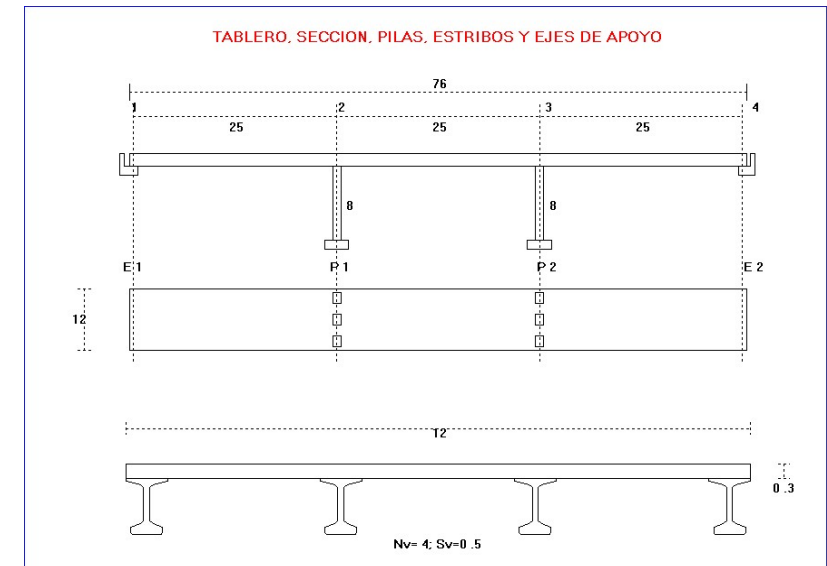 TABLERO, SECCION, PILAS, ESTRIBOS Y EJES DE APOYO
76
1 2 3 4
25 25 25
8 8
E 1 P 1 P 2 E 2
12
12
0 .3
Nv= 4; Sv=0 .5